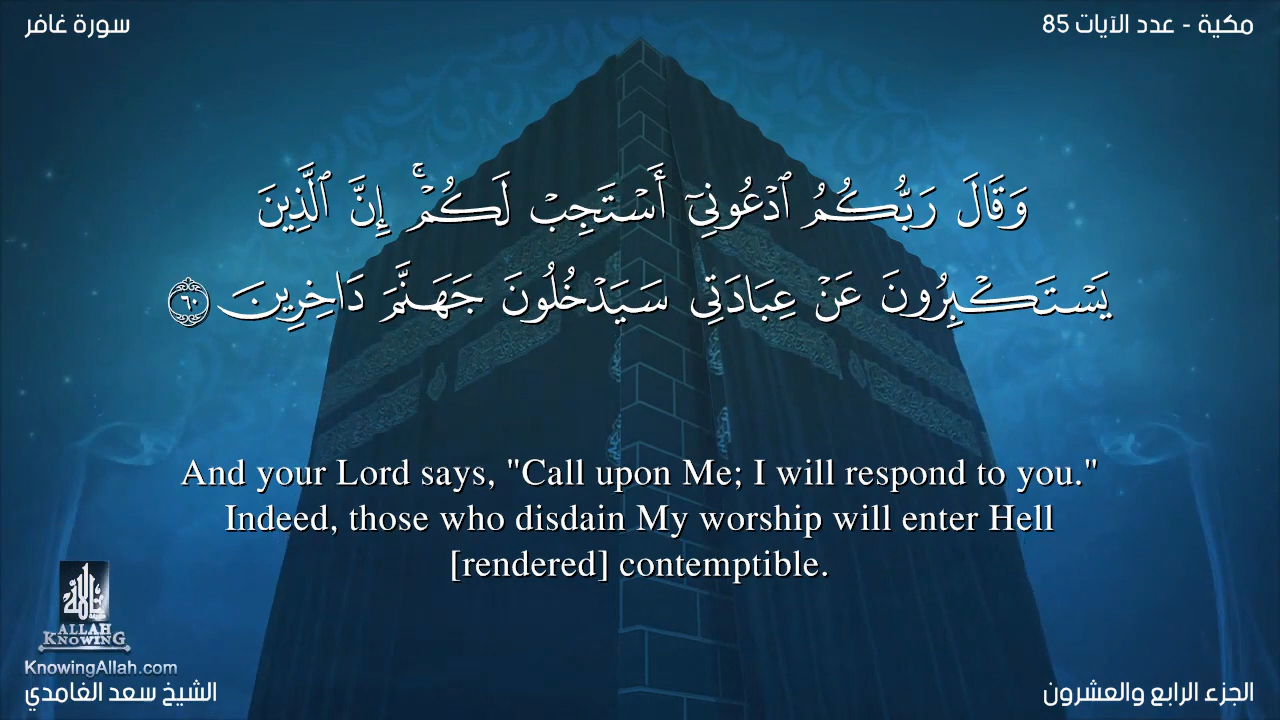 سورة غافر
مكية - عدد الآيات 85
وَقَالَ رَبُّكُمُ ٱدْعُونِىٓ أَسْتَجِبْ لَكُمْ ۚ إِنَّ ٱلَّذِينَ
يَسْتَكْبِرُونَ عَنْ عِبَادَتِى سَيَدْخُلُونَ جَهَنَّمَ دَاخِرِينَ ٦٠
And your Lord says, "Call upon Me; I will respond to you."
Indeed, those who disdain My worship will enter Hell
[rendered] contemptible.
ALLAH
KNOWING
KnowingAllah.com
الشيخ سعد الغامدي
الجزء الرابع والعشرون